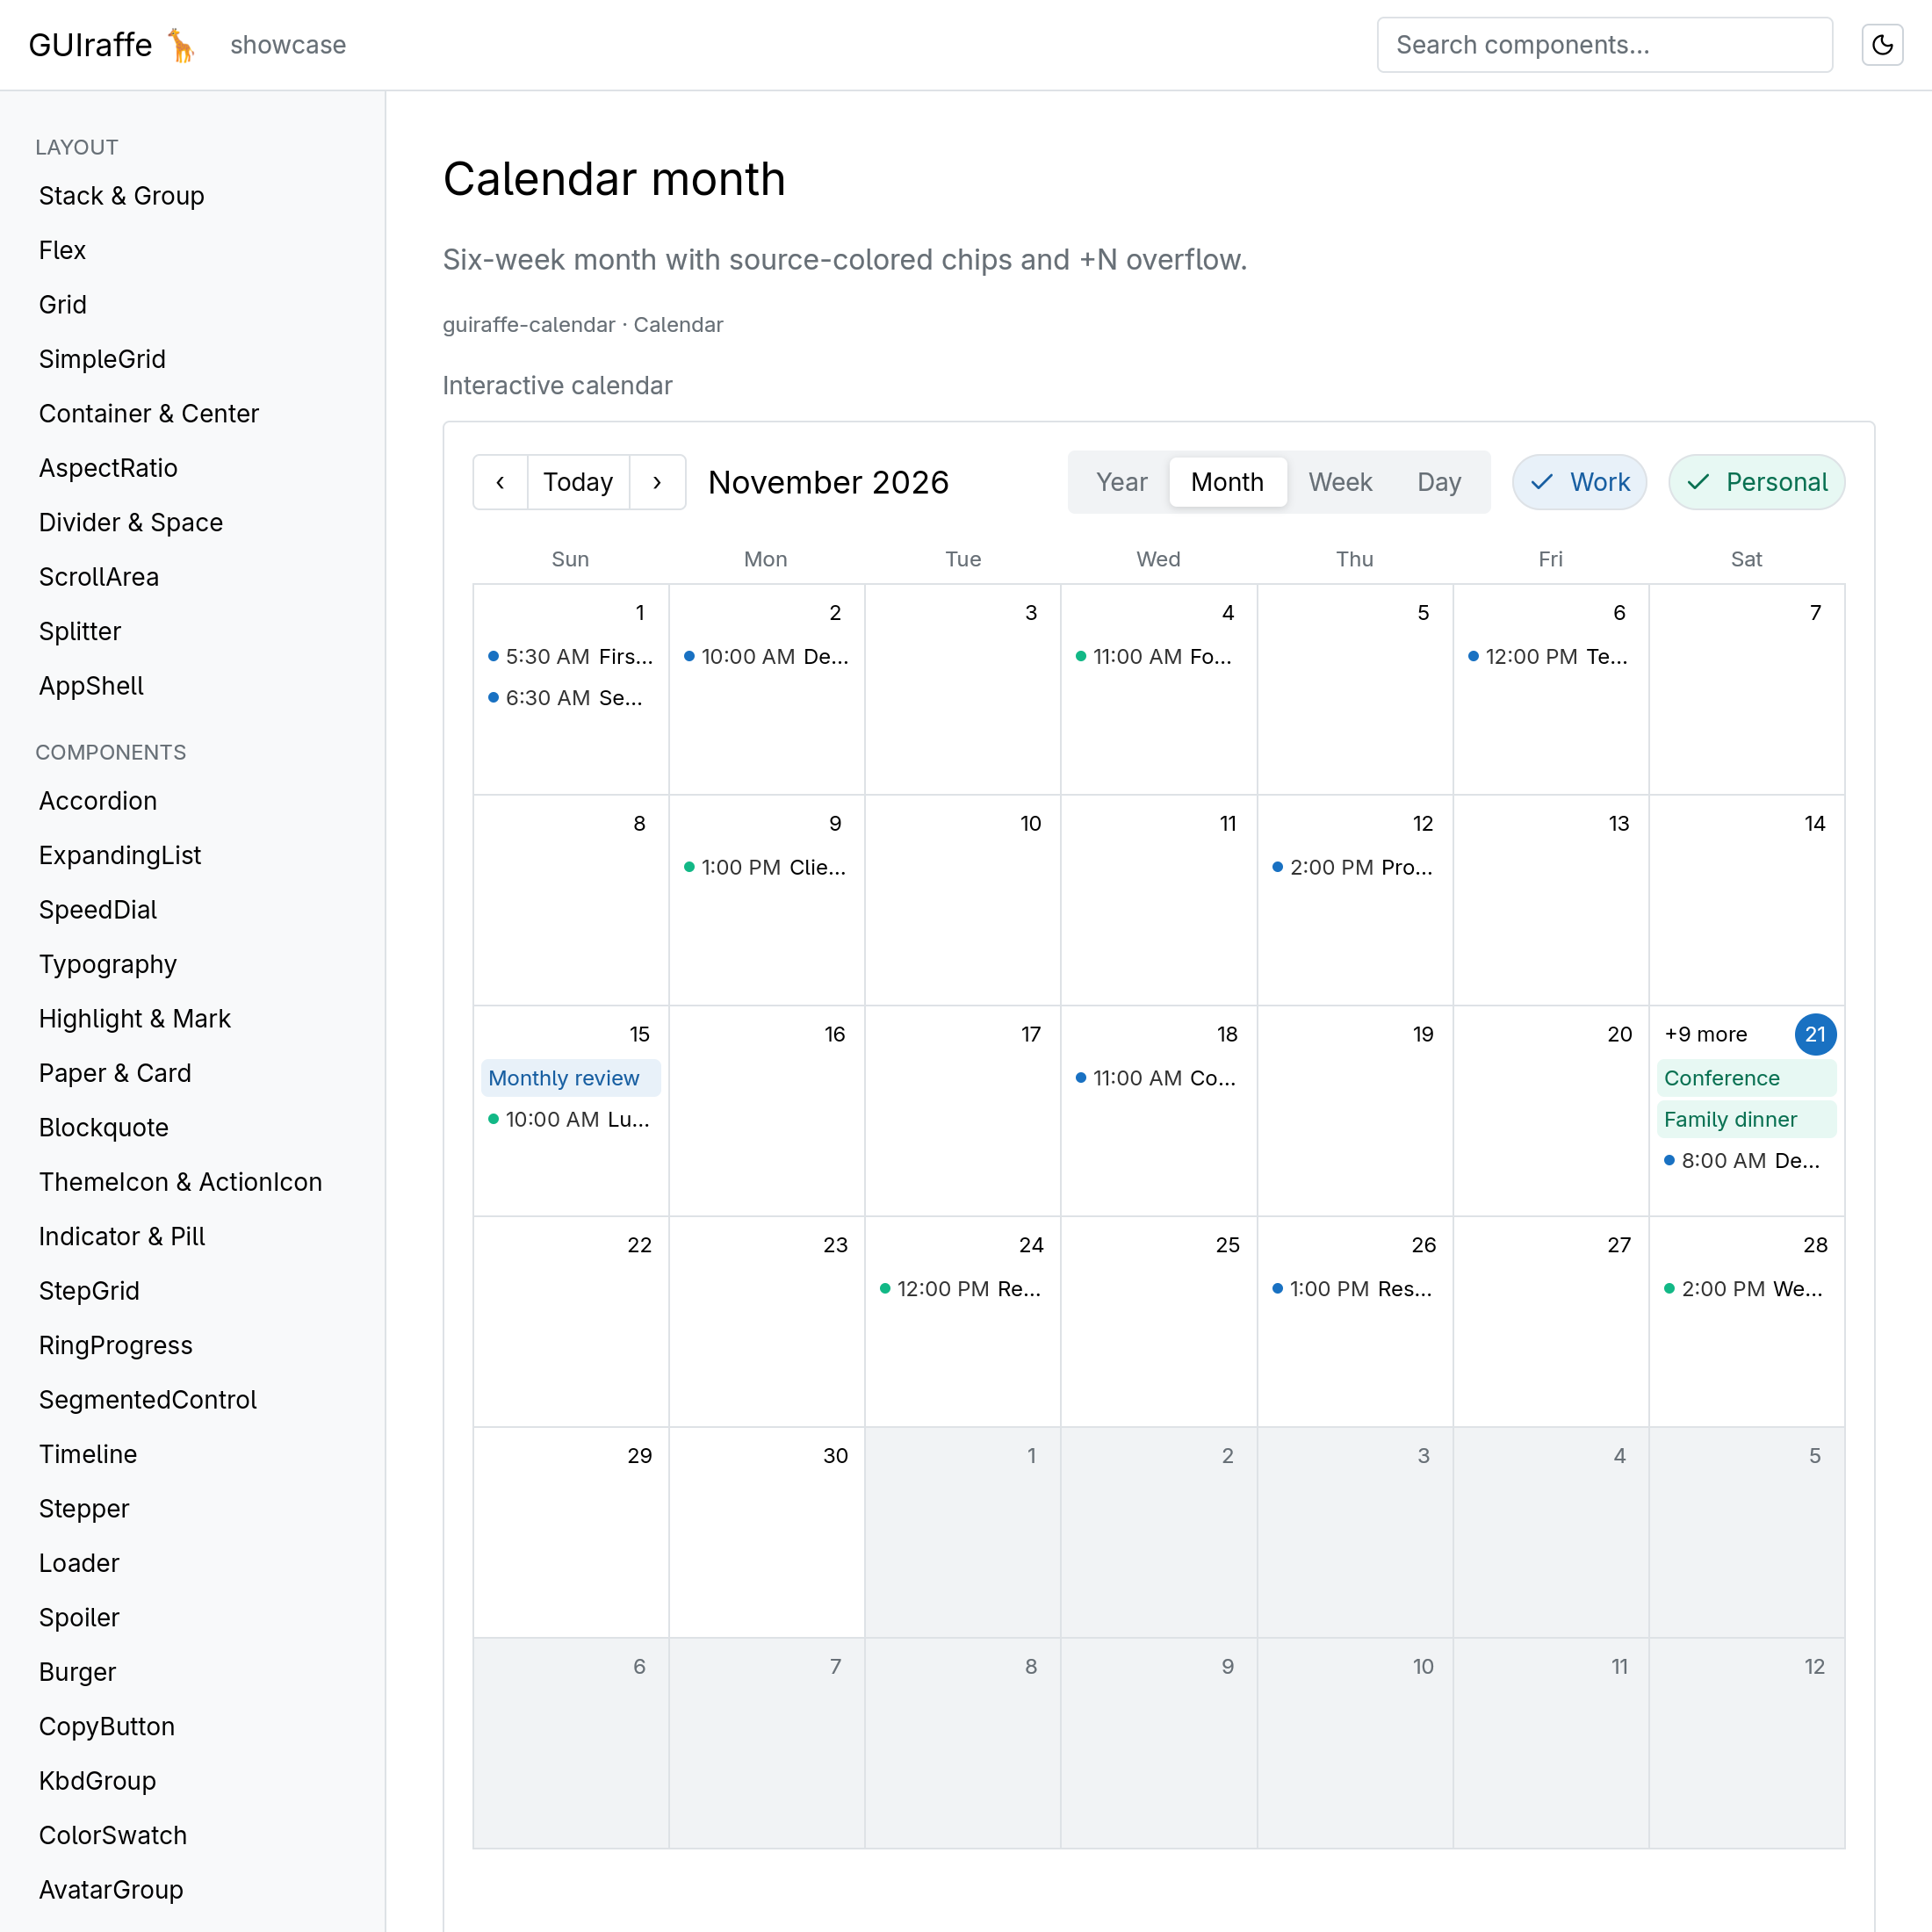 GUIraffe 🦒 showcase Search components...
LAYOUT
Stack & Group
Flex
Grid
SimpleGrid
Container & Center
AspectRatio
Divider & Space
ScrollArea
Splitter
AppShell
COMPONENTS
Accordion
ExpandingList
SpeedDial
Typography
Highlight & Mark
Paper & Card
Blockquote
ThemeIcon & ActionIcon
Indicator & Pill
StepGrid
RingProgress
SegmentedControl
Timeline
Stepper
Loader
Spoiler
Burger
CopyButton
KbdGroup
ColorSwatch
AvatarGroup
Calendar month
Six-week month with source-colored chips and +N overflow.
guiraffe-calendar · Calendar
Interactive calendar
‹ Today › November 2026 Year Month Week Day ✓ Work ✓ Personal
Sun Mon Tue Wed Thu Fri Sat
1 2 3 4 5 6 7
5:30 AM Firs... 10:00 AM De... 11:00 AM Fo... 12:00 PM Te...
6:30 AM Se...
8 9 10 11 12 13 14
1:00 PM Clie... 2:00 PM Pro...
15 16 17 18 19 20 +9 more 21
Monthly review 11:00 AM Co... Conference
10:00 AM Lu... Family dinner
8:00 AM De...
22 23 24 25 26 27 28
12:00 PM Re... 1:00 PM Res... 2:00 PM We...
29 30 1 2 3 4 5
6 7 8 9 10 11 12